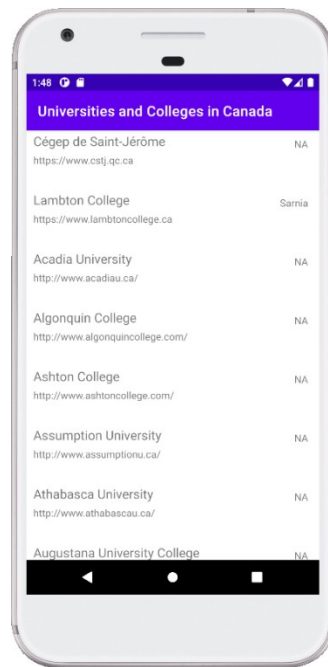 1:48
Universities and Colleges in Canada
Cégep de Saint-Jérôme NA
https://www.cstj.qc.ca
Lambton College Sarnia
https://www.lambtoncollege.ca
Acadia University NA
http://www.acadiau.ca/
Algonquin College NA
http://www.algonquincollege.com/
Ashton College NA
http://www.ashtoncollege.com/
Assumption University NA
http://www.assumptionu.ca/
Athabasca University NA
http://www.athabascau.ca/
Augustana University College NA